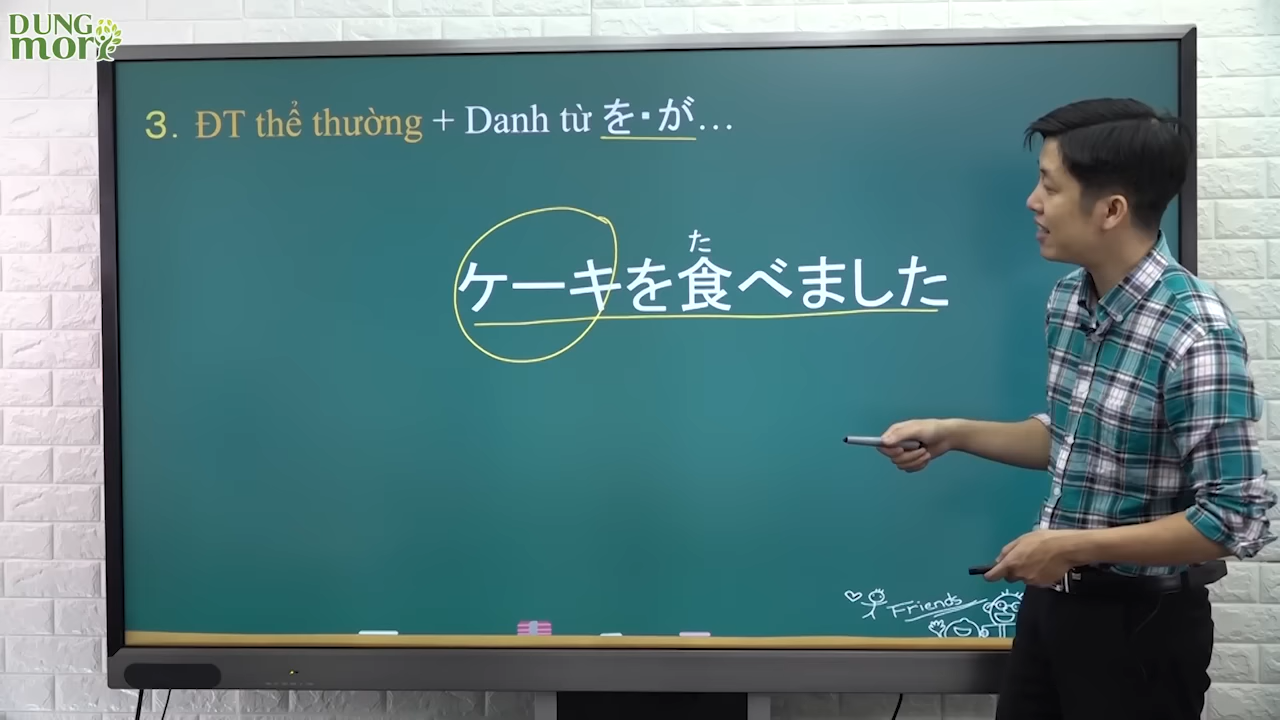 DUNG
mori
3. ĐT thể thường + Danh từ を・が...
た
ケーキを食べました
Friends